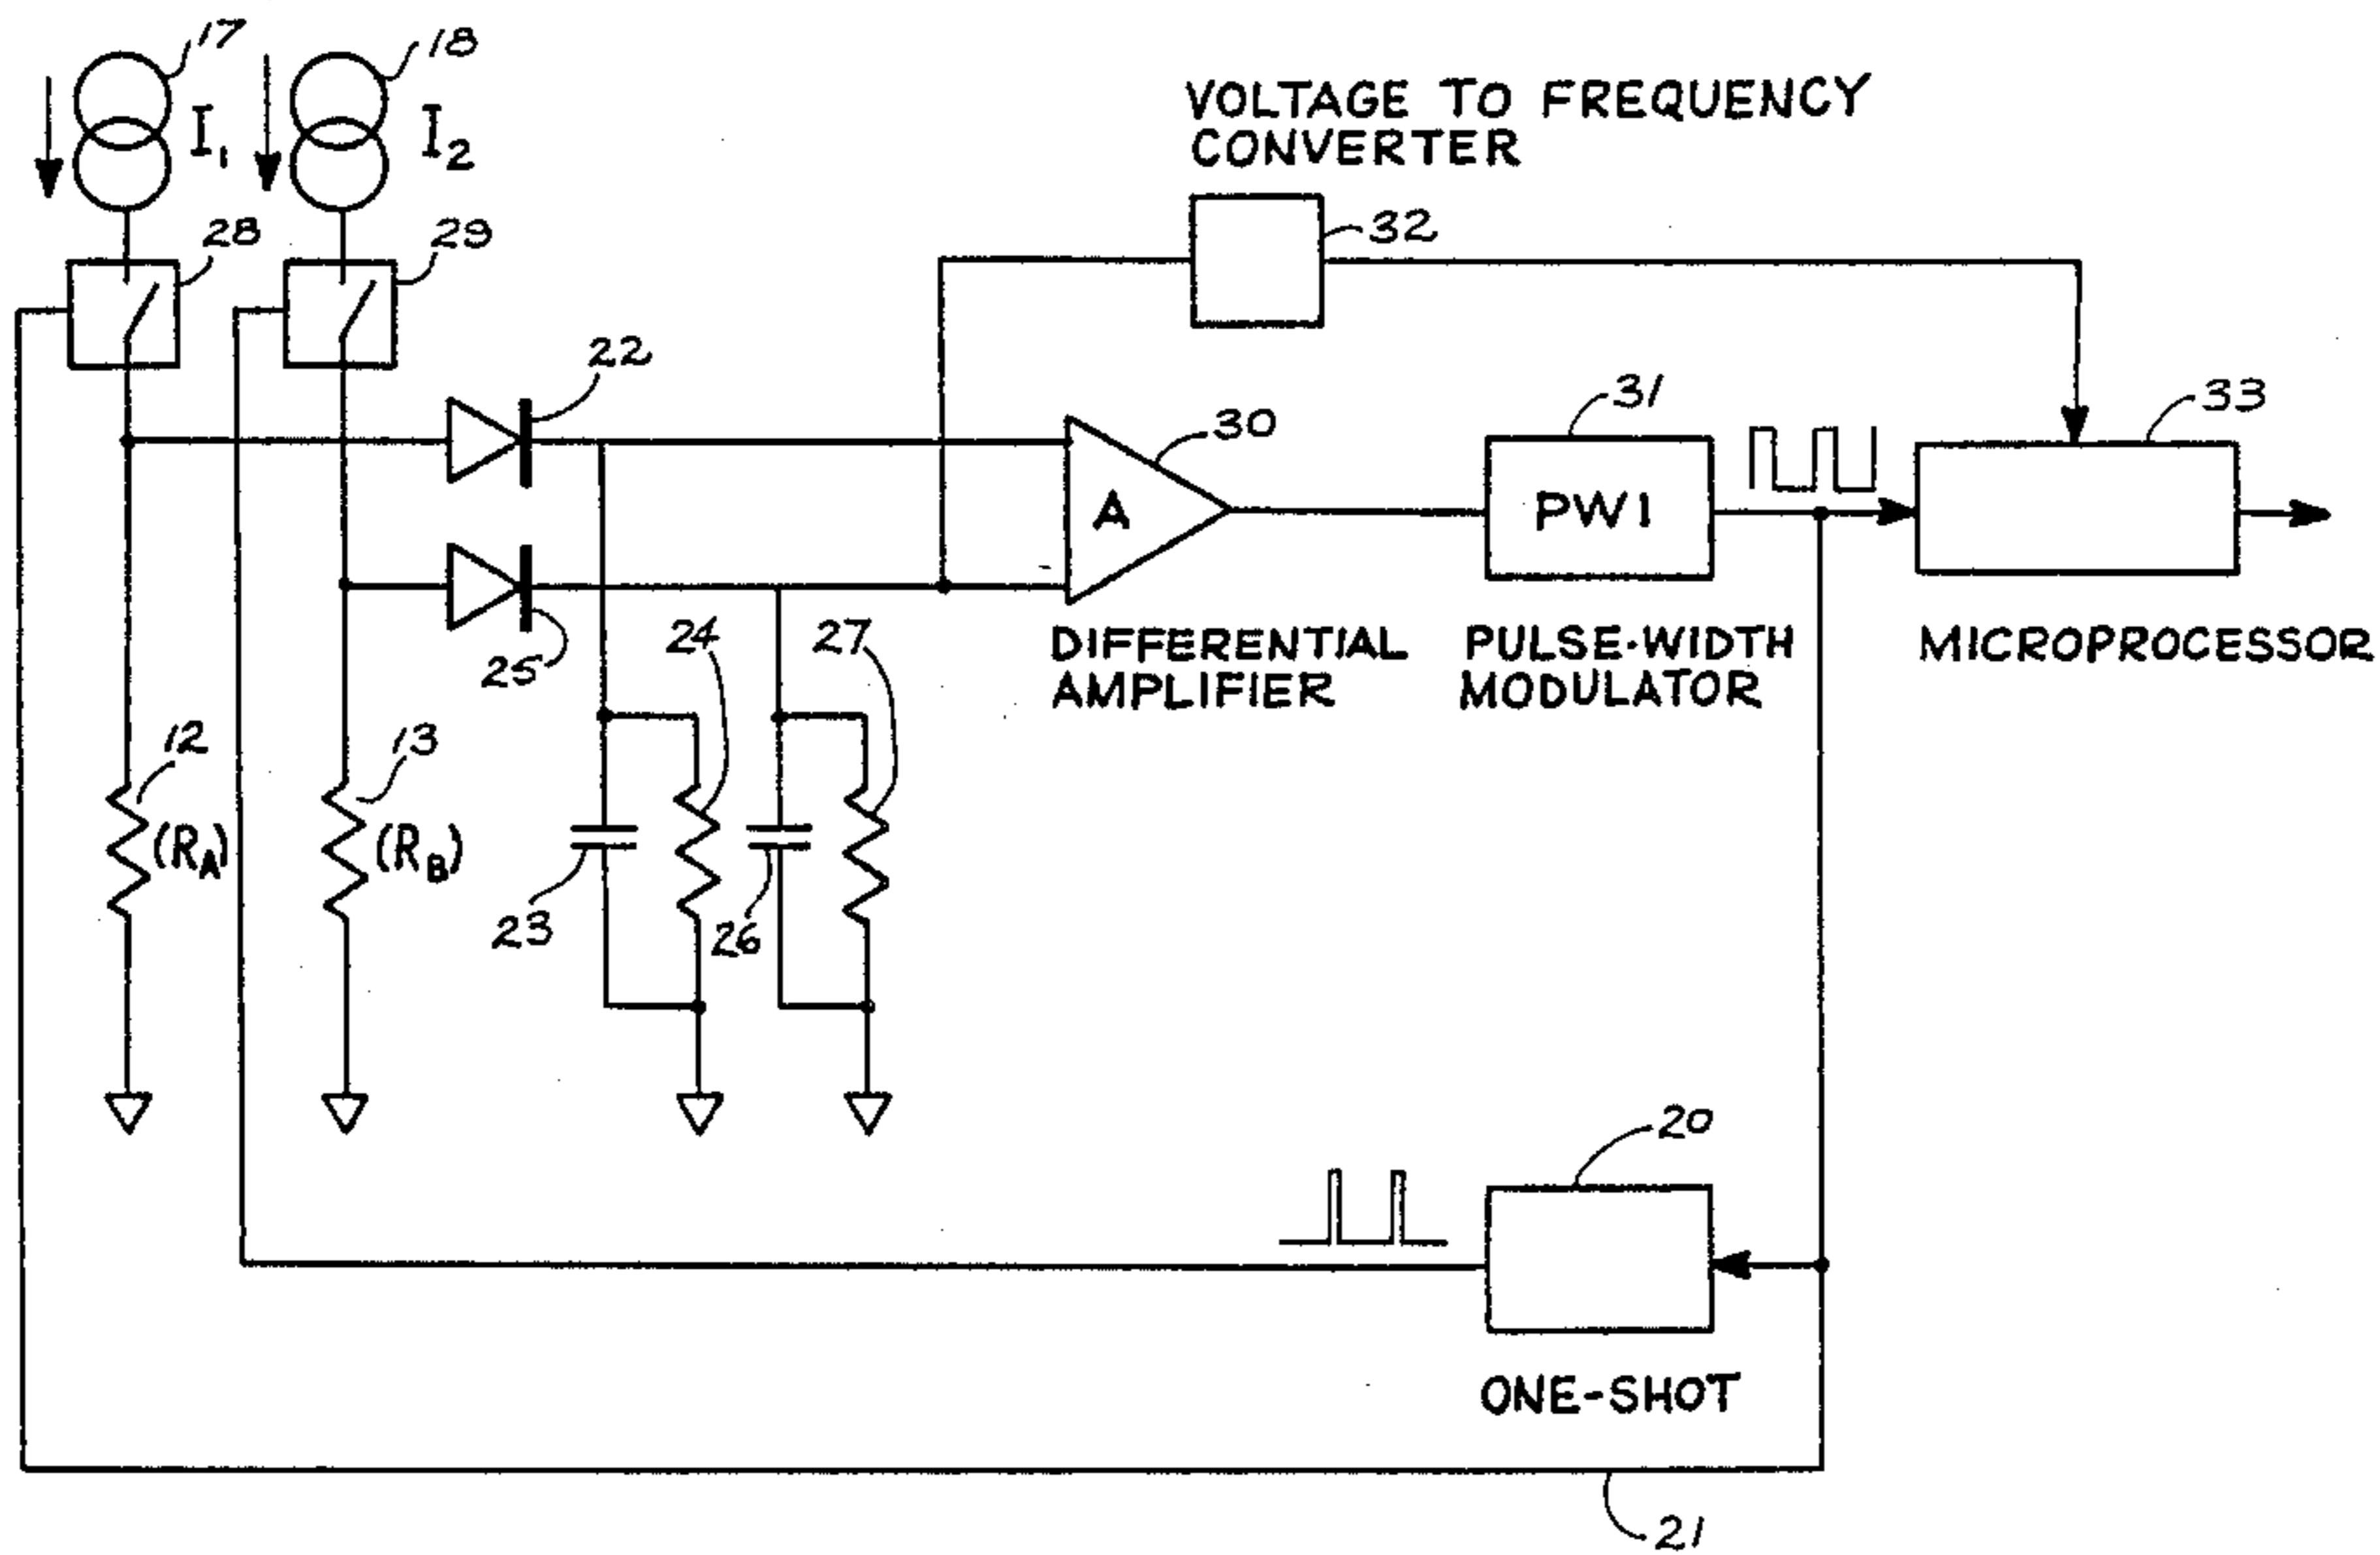 17
18
I1
I2
VOLTAGE TO FREQUENCY
CONVERTER
28
29
32
22
30
31
33
A
PW1
25
24
27
DIFFERENTIAL
AMPLIFIER
PULSE-WIDTH
MODULATOR
MICROPROCESSOR
12
13
(RA)
(RB)
23
26
20
ONE-SHOT
21